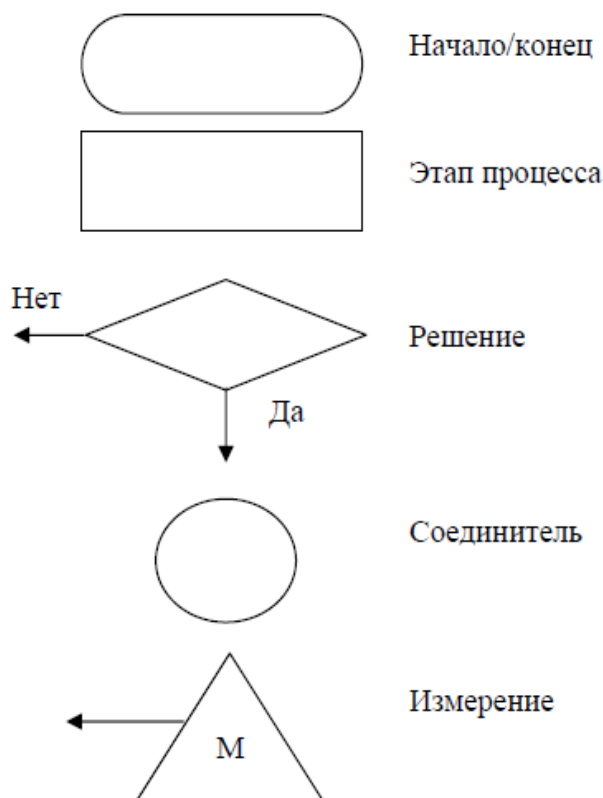 Начало/конец
Этап процесса
Нет
Решение
Да
Соединитель
Измерение
М